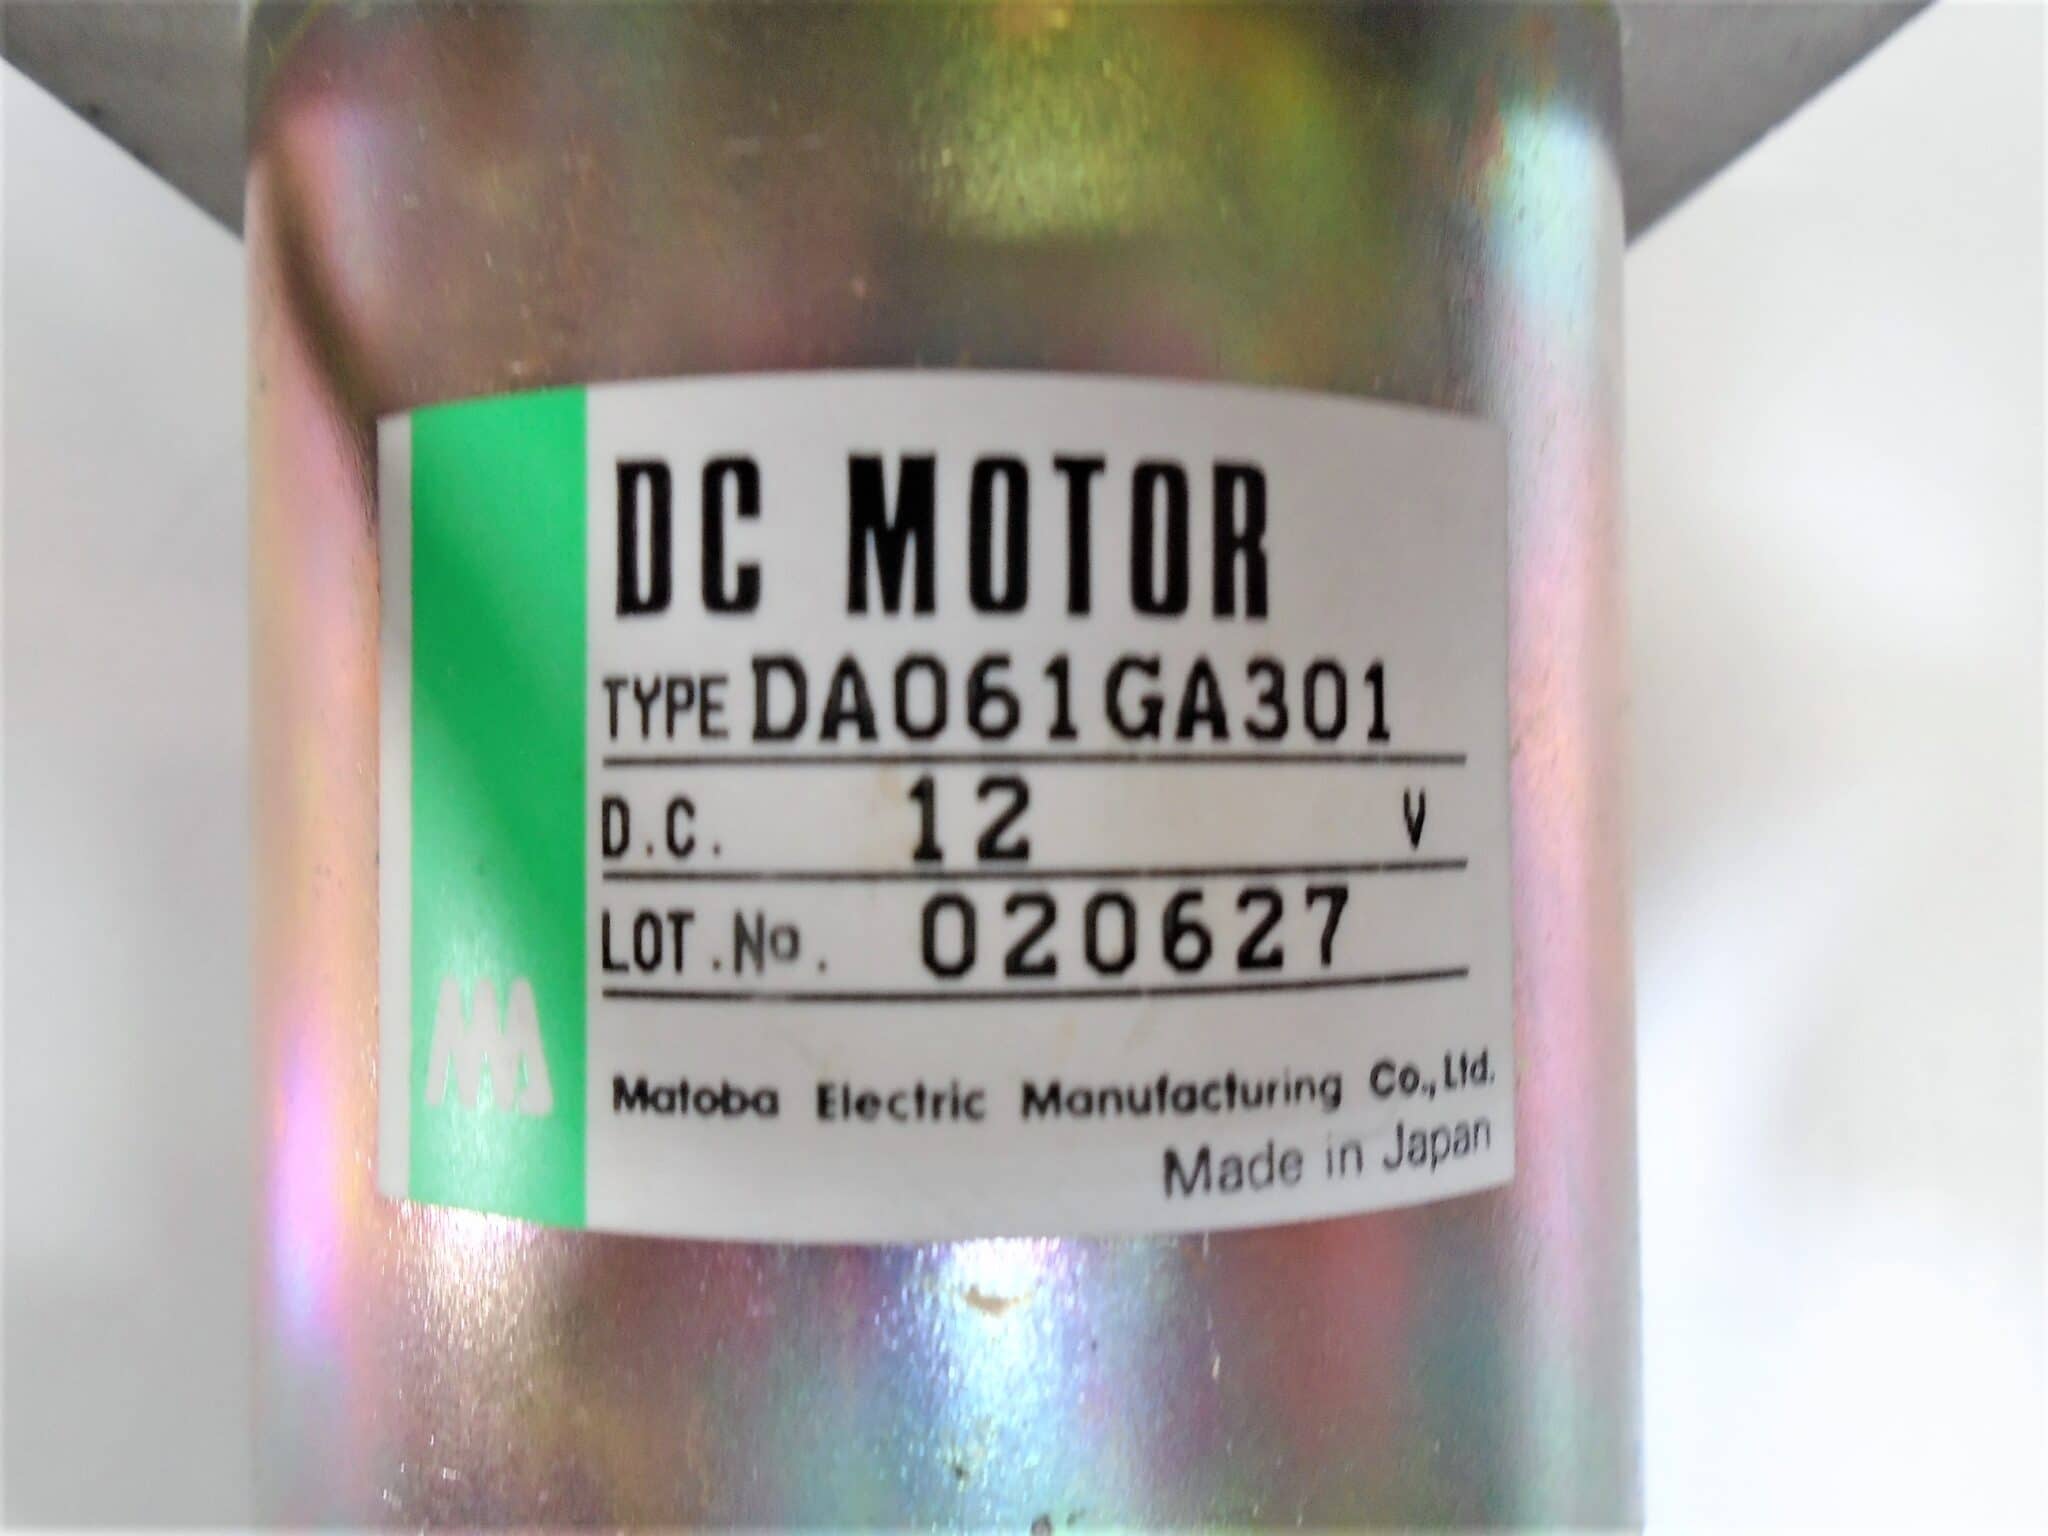 DC MOTOR
TYPE DA061GA301
D.C. 12 V
LOT.No. 020627
Matoba Electric Manufacturing Co.,Ltd.
Made in Japan